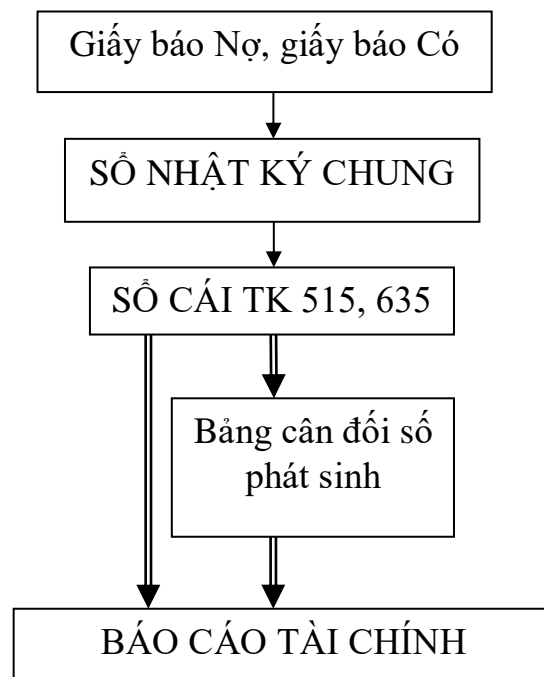 Giấy báo Nợ, giấy báo Có
SỔ NHẬT KÝ CHUNG
SỔ CÁI TK 515, 635
Bảng cân đối số
phát sinh
BÁO CÁO TÀI CHÍNH